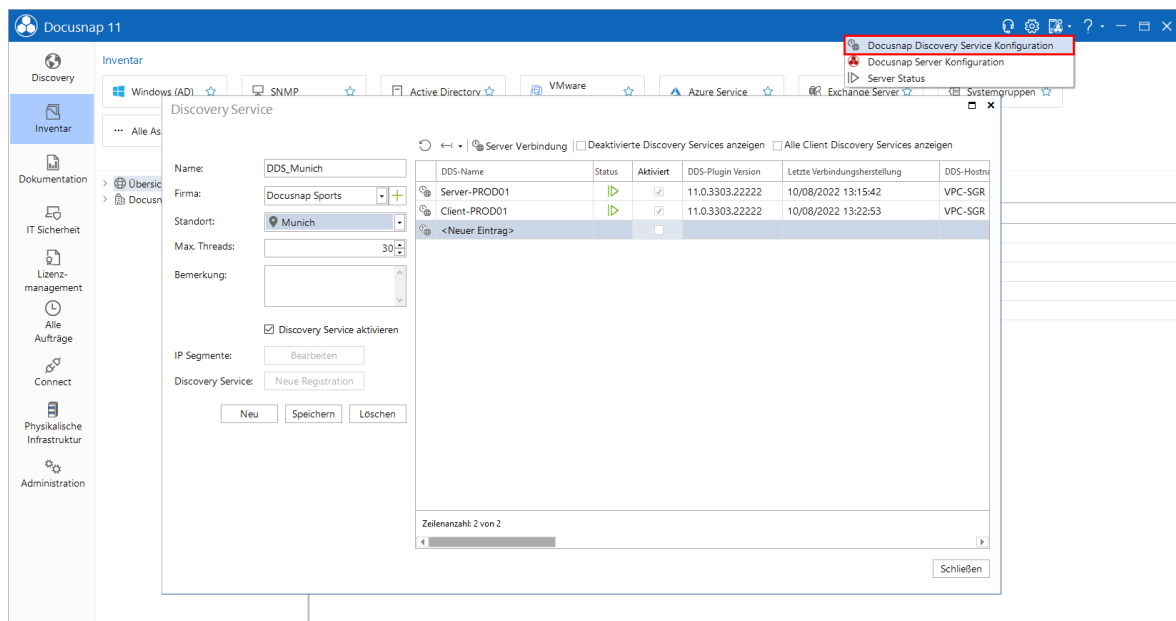 Docusnap 11
?
Docusnap Discovery Service Konfiguration
Docusnap Server Konfiguration
Server Status
Discovery
Inventar
Dokumentation
IT Sicherheit
Lizenz-
management
Alle
Aufträge
Connect
Physikalische
Infrastruktur
Administration
Inventar
Windows (AD)
SNMP
Active Directory
VMware
Azure Service
Exchange Server
Systemgruppen
Alle As
Übersic
Docusn
Discovery Service
Name: DDS_Munich
Firma: Docusnap Sports
Standort: Munich
Max. Threads: 30
Bemerkung:
Discovery Service aktivieren
IP Segmente: Bearbeiten
Discovery Service: Neue Registration
Neu Speichern Löschen
Server Verbindung Deaktivierte Discovery Services anzeigen Alle Client Discovery Services anzeigen
DDS-Name Status Aktiviert DDS-Plugin Version Letzte Verbindungsherstellung DDS-Hostna
Server-PROD01 11.0.3303.22222 10/08/2022 13:15:42 VPC-SGR
Client-PROD01 11.0.3303.22222 10/08/2022 13:22:53 VPC-SGR
<Neuer Eintrag>
Zeilenanzahl: 2 von 2
Schließen